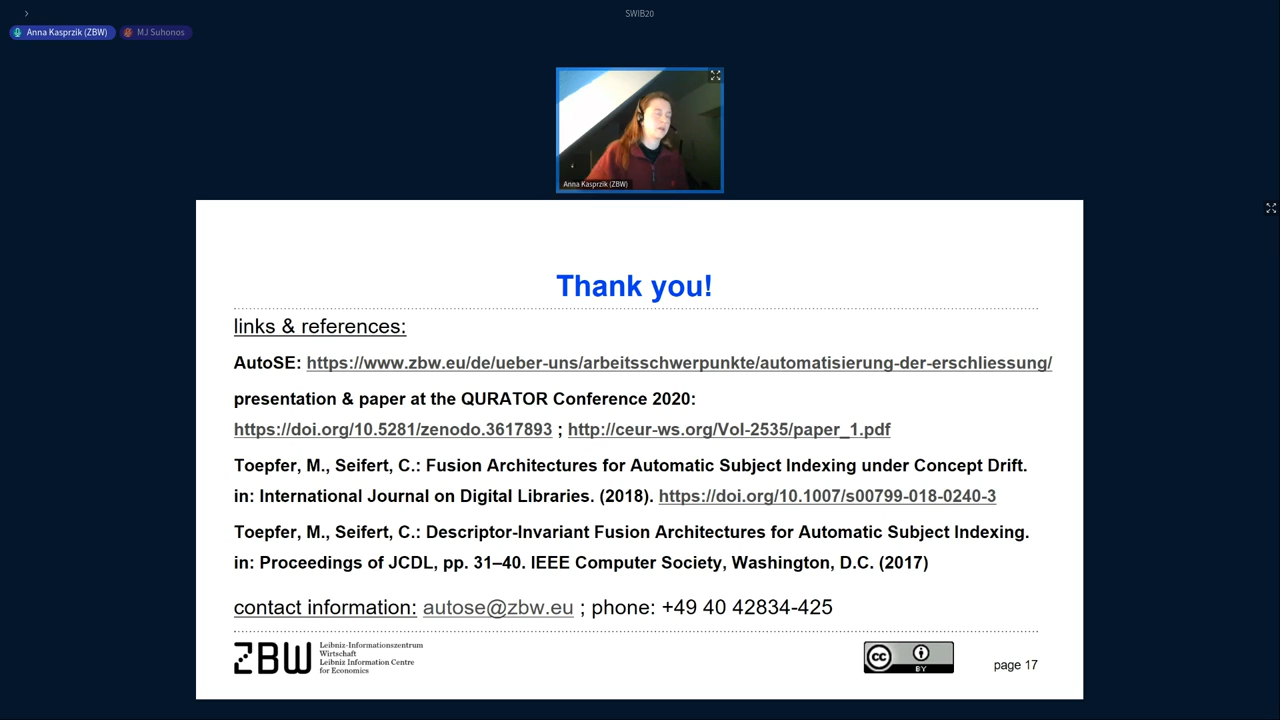 SWIB20
Anna Kasprzik (ZBW) MJ Suhonos
Anna Kasprzik (ZBW)
Thank you!
links & references:
AutoSE: https://www.zbw.eu/de/ueber-uns/arbeitsschwerpunkte/automatisierung-der-erschliessung/
presentation & paper at the QURATOR Conference 2020:
https://doi.org/10.5281/zenodo.3617893 ; http://ceur-ws.org/Vol-2535/paper_1.pdf
Toepfer, M., Seifert, C.: Fusion Architectures for Automatic Subject Indexing under Concept Drift.
in: International Journal on Digital Libraries. (2018). https://doi.org/10.1007/s00799-018-0240-3
Toepfer, M., Seifert, C.: Descriptor-Invariant Fusion Architectures for Automatic Subject Indexing.
in: Proceedings of JCDL, pp. 31–40. IEEE Computer Society, Washington, D.C. (2017)
contact information: autose@zbw.eu ; phone: +49 40 42834-425
ZBW
Leibniz-Informationszentrum
Wirtschaft
Leibniz Information Centre
for Economics
cc BY
page 17